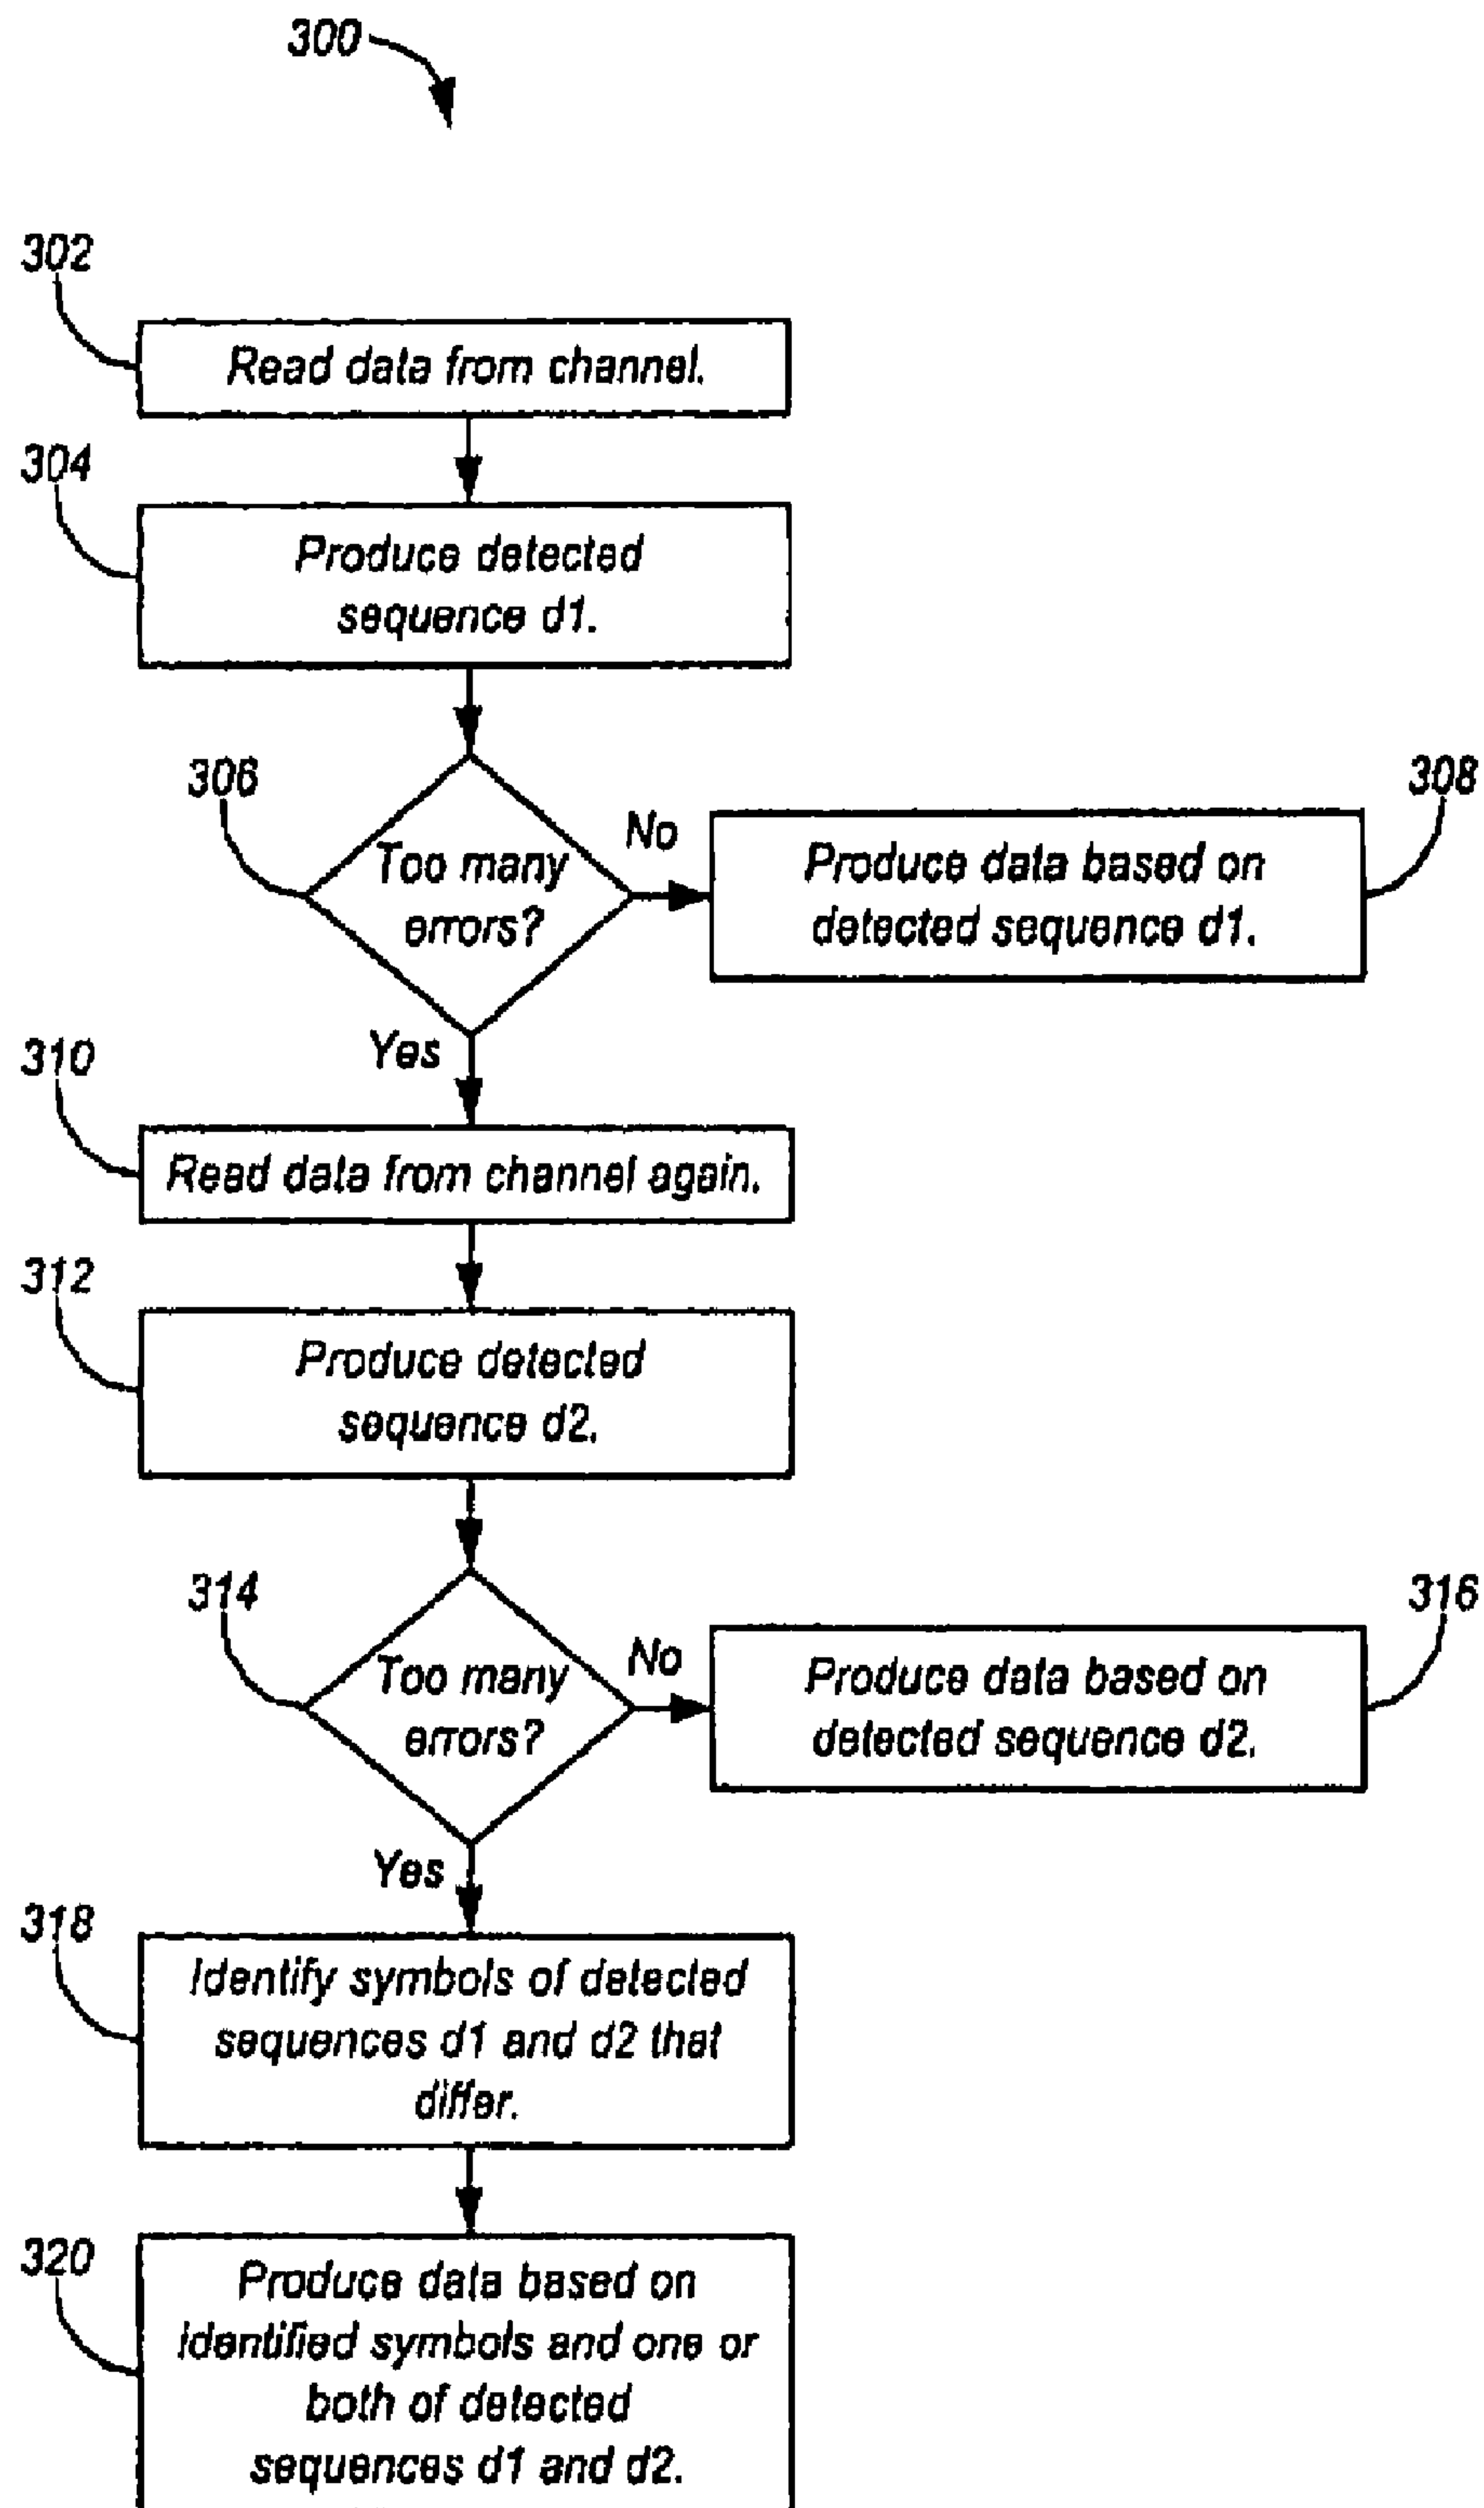 300
302
Read data from channel.
304
Produce detected
sequence d1.
306
Too many
errors?
No
308
Produce data based on
detected sequence d1.
Yes
310
Read data from channel again.
312
Produce detected
sequence d2.
314
Too many
errors?
No
316
Produce data based on
detected sequence d2.
Yes
318
Identify symbols of detected
sequences d1 and d2 that
differ.
320
Produce data based on
identified symbols and one or
both of detected
sequences d1 and d2.